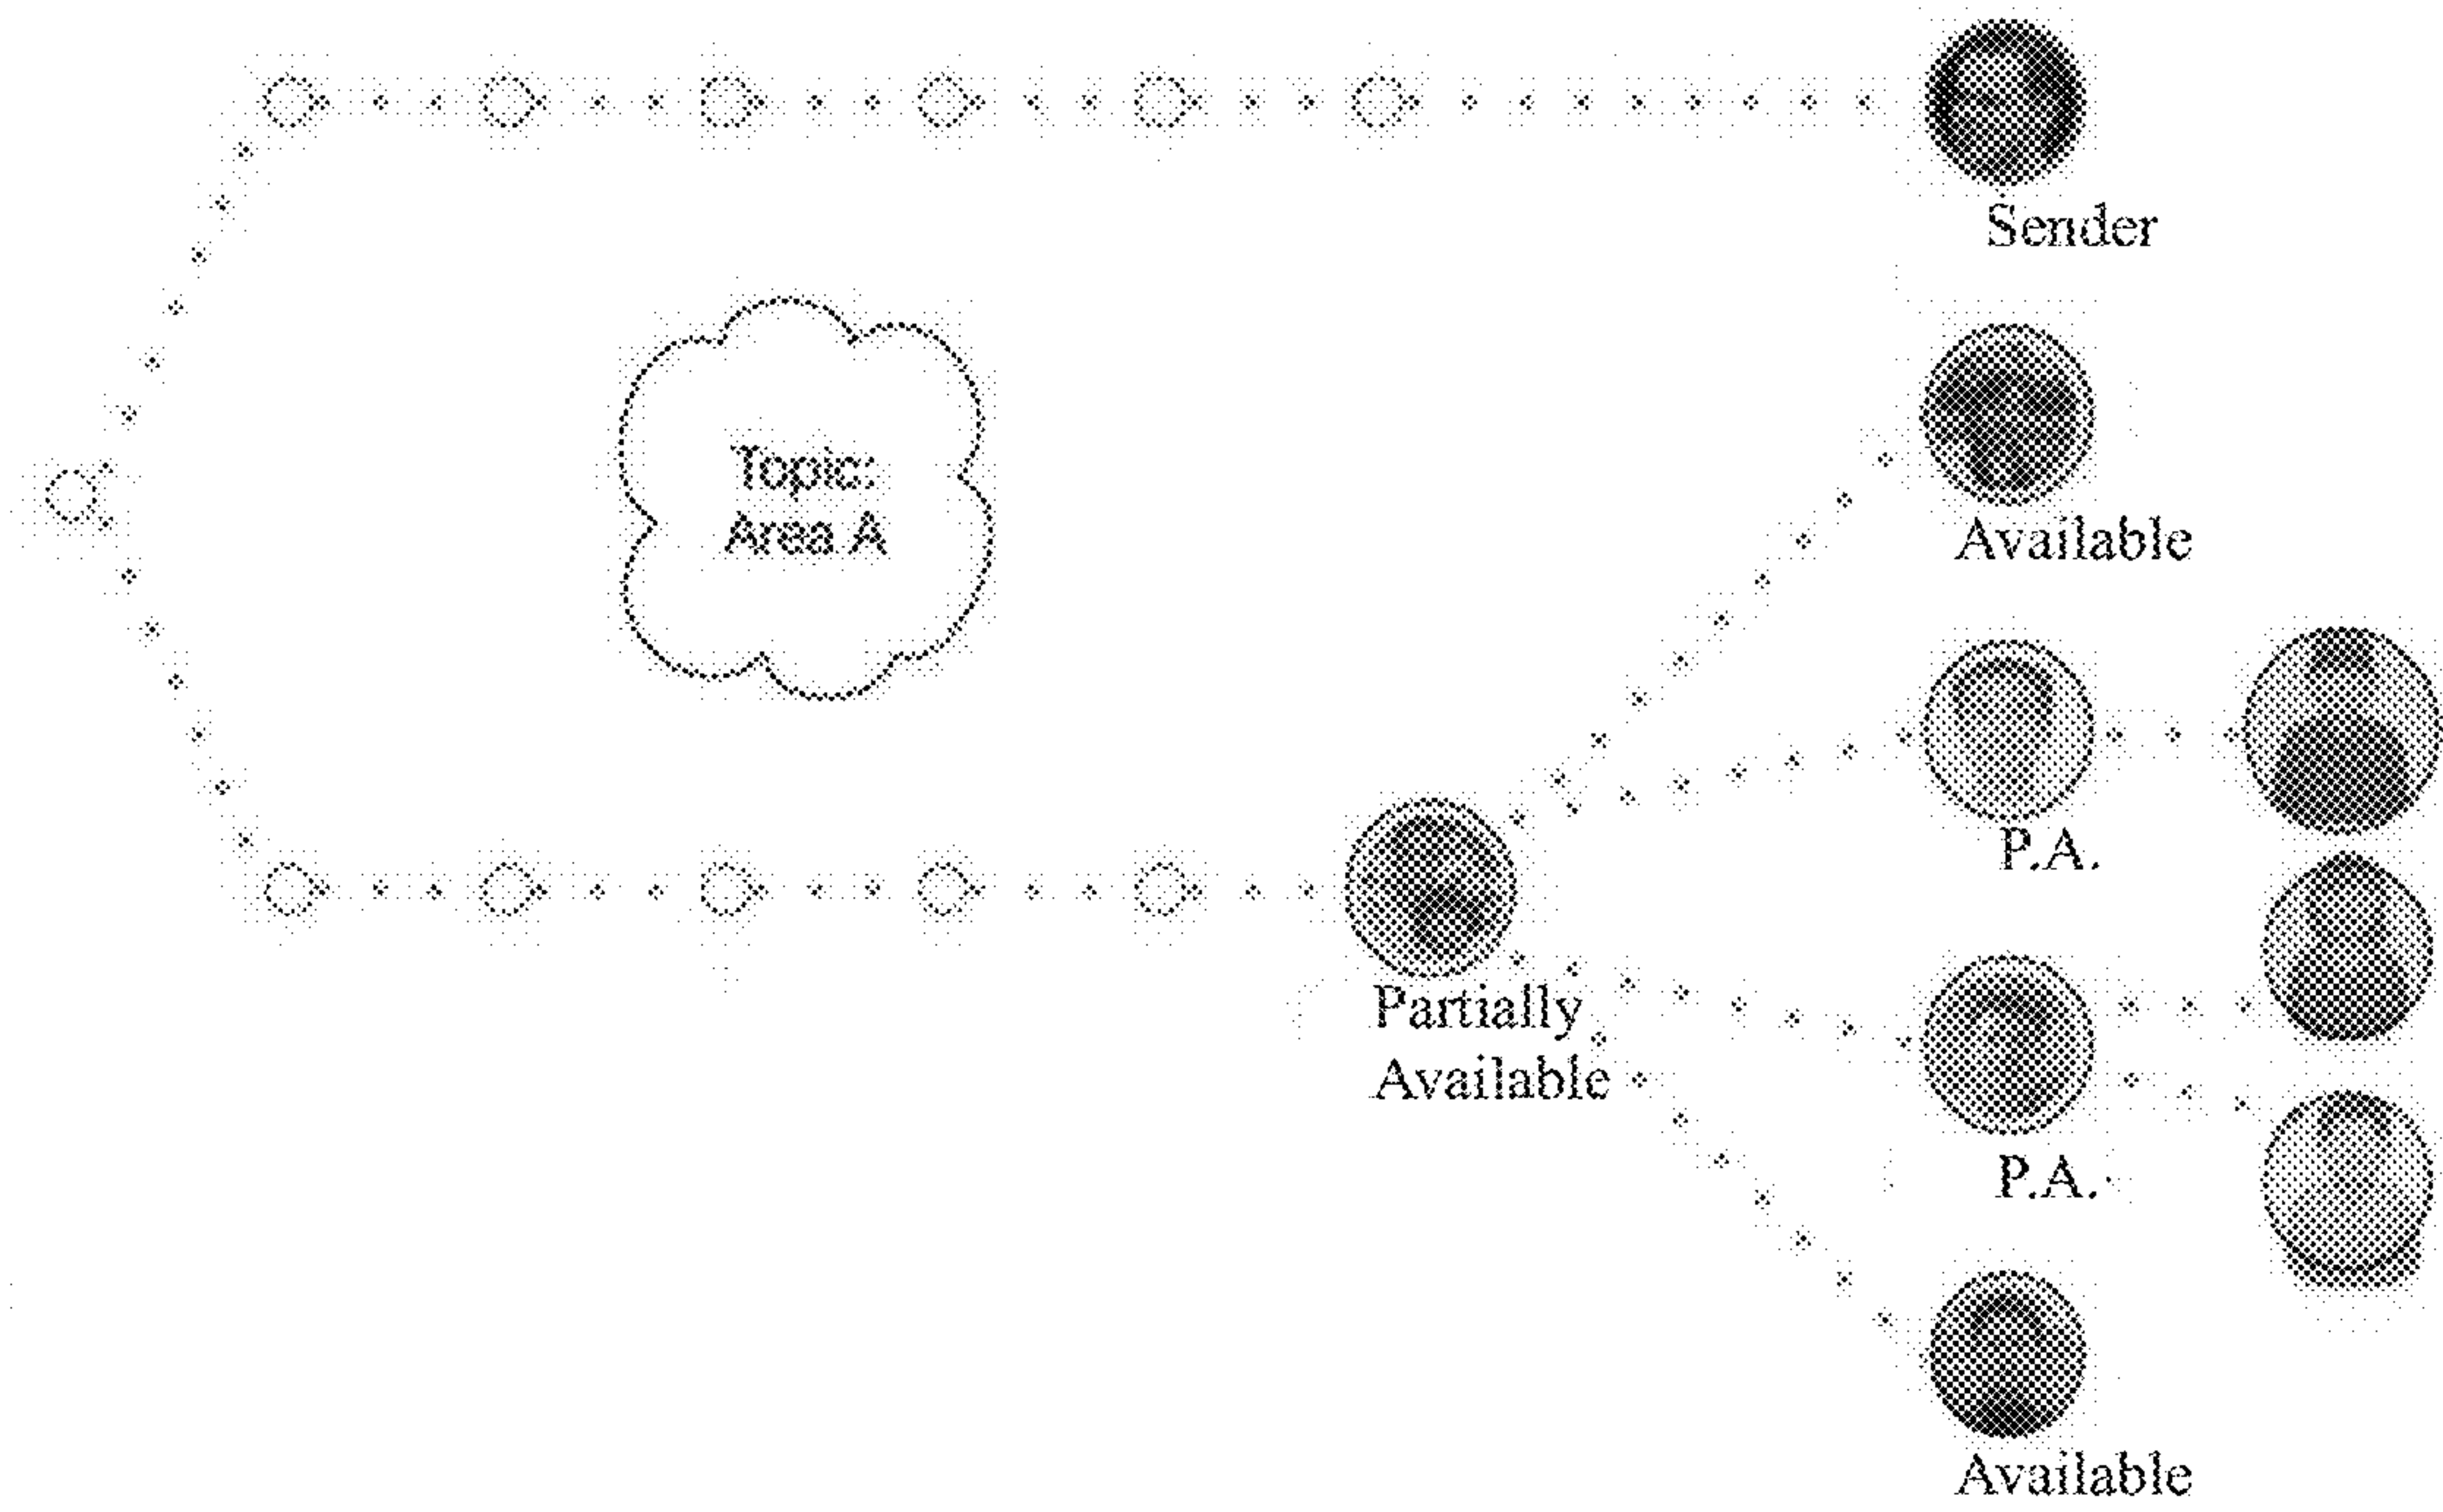 Sender
Topic:
Area A
Available
P.A.
Partially
Available
P.A.
Available